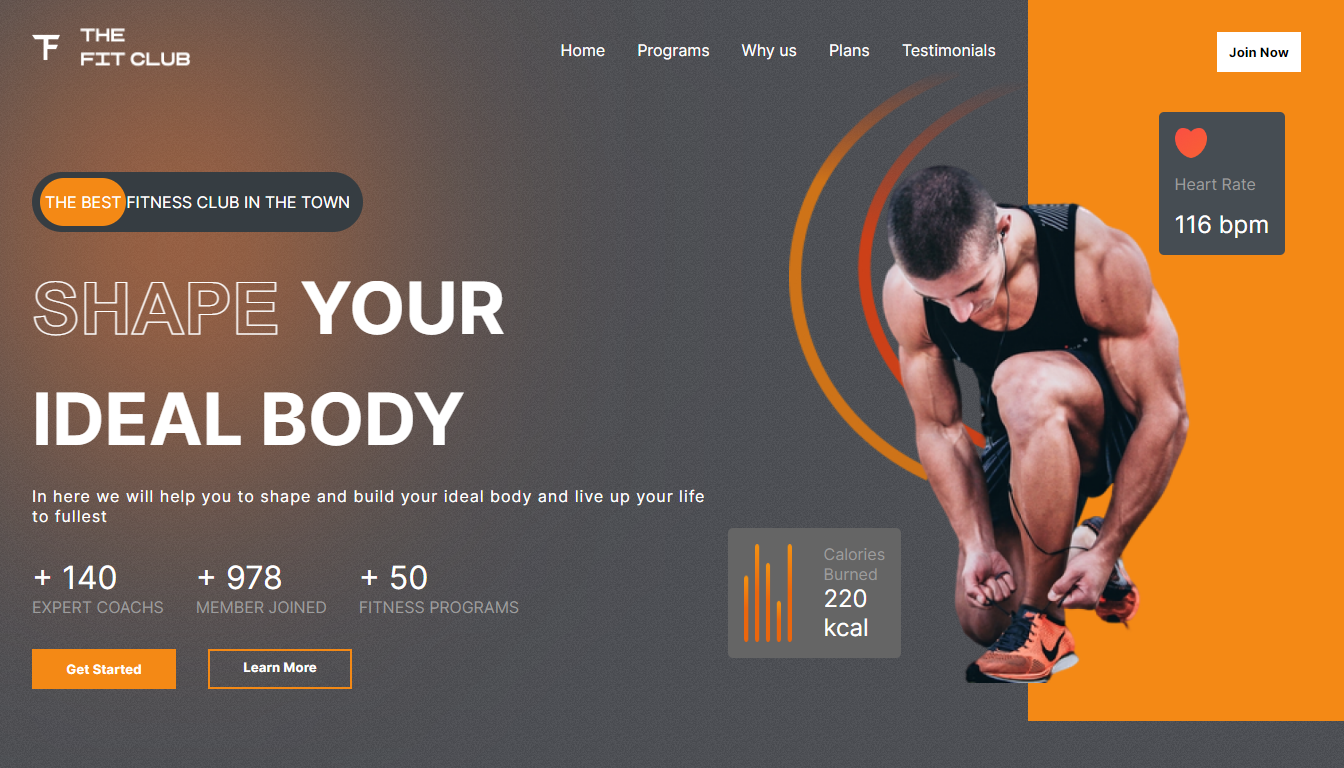 THE
FIT CLUB
Home Programs Why us Plans Testimonials
Join Now
Heart Rate
116 bpm
THE BEST FITNESS CLUB IN THE TOWN
SHAPE YOUR
IDEAL BODY
In here we will help you to shape and build your ideal body and live up your life
to fullest
+ 140 + 978 + 50
EXPERT COACHS MEMBER JOINED FITNESS PROGRAMS
Calories
Burned
220
kcal
Get Started Learn More